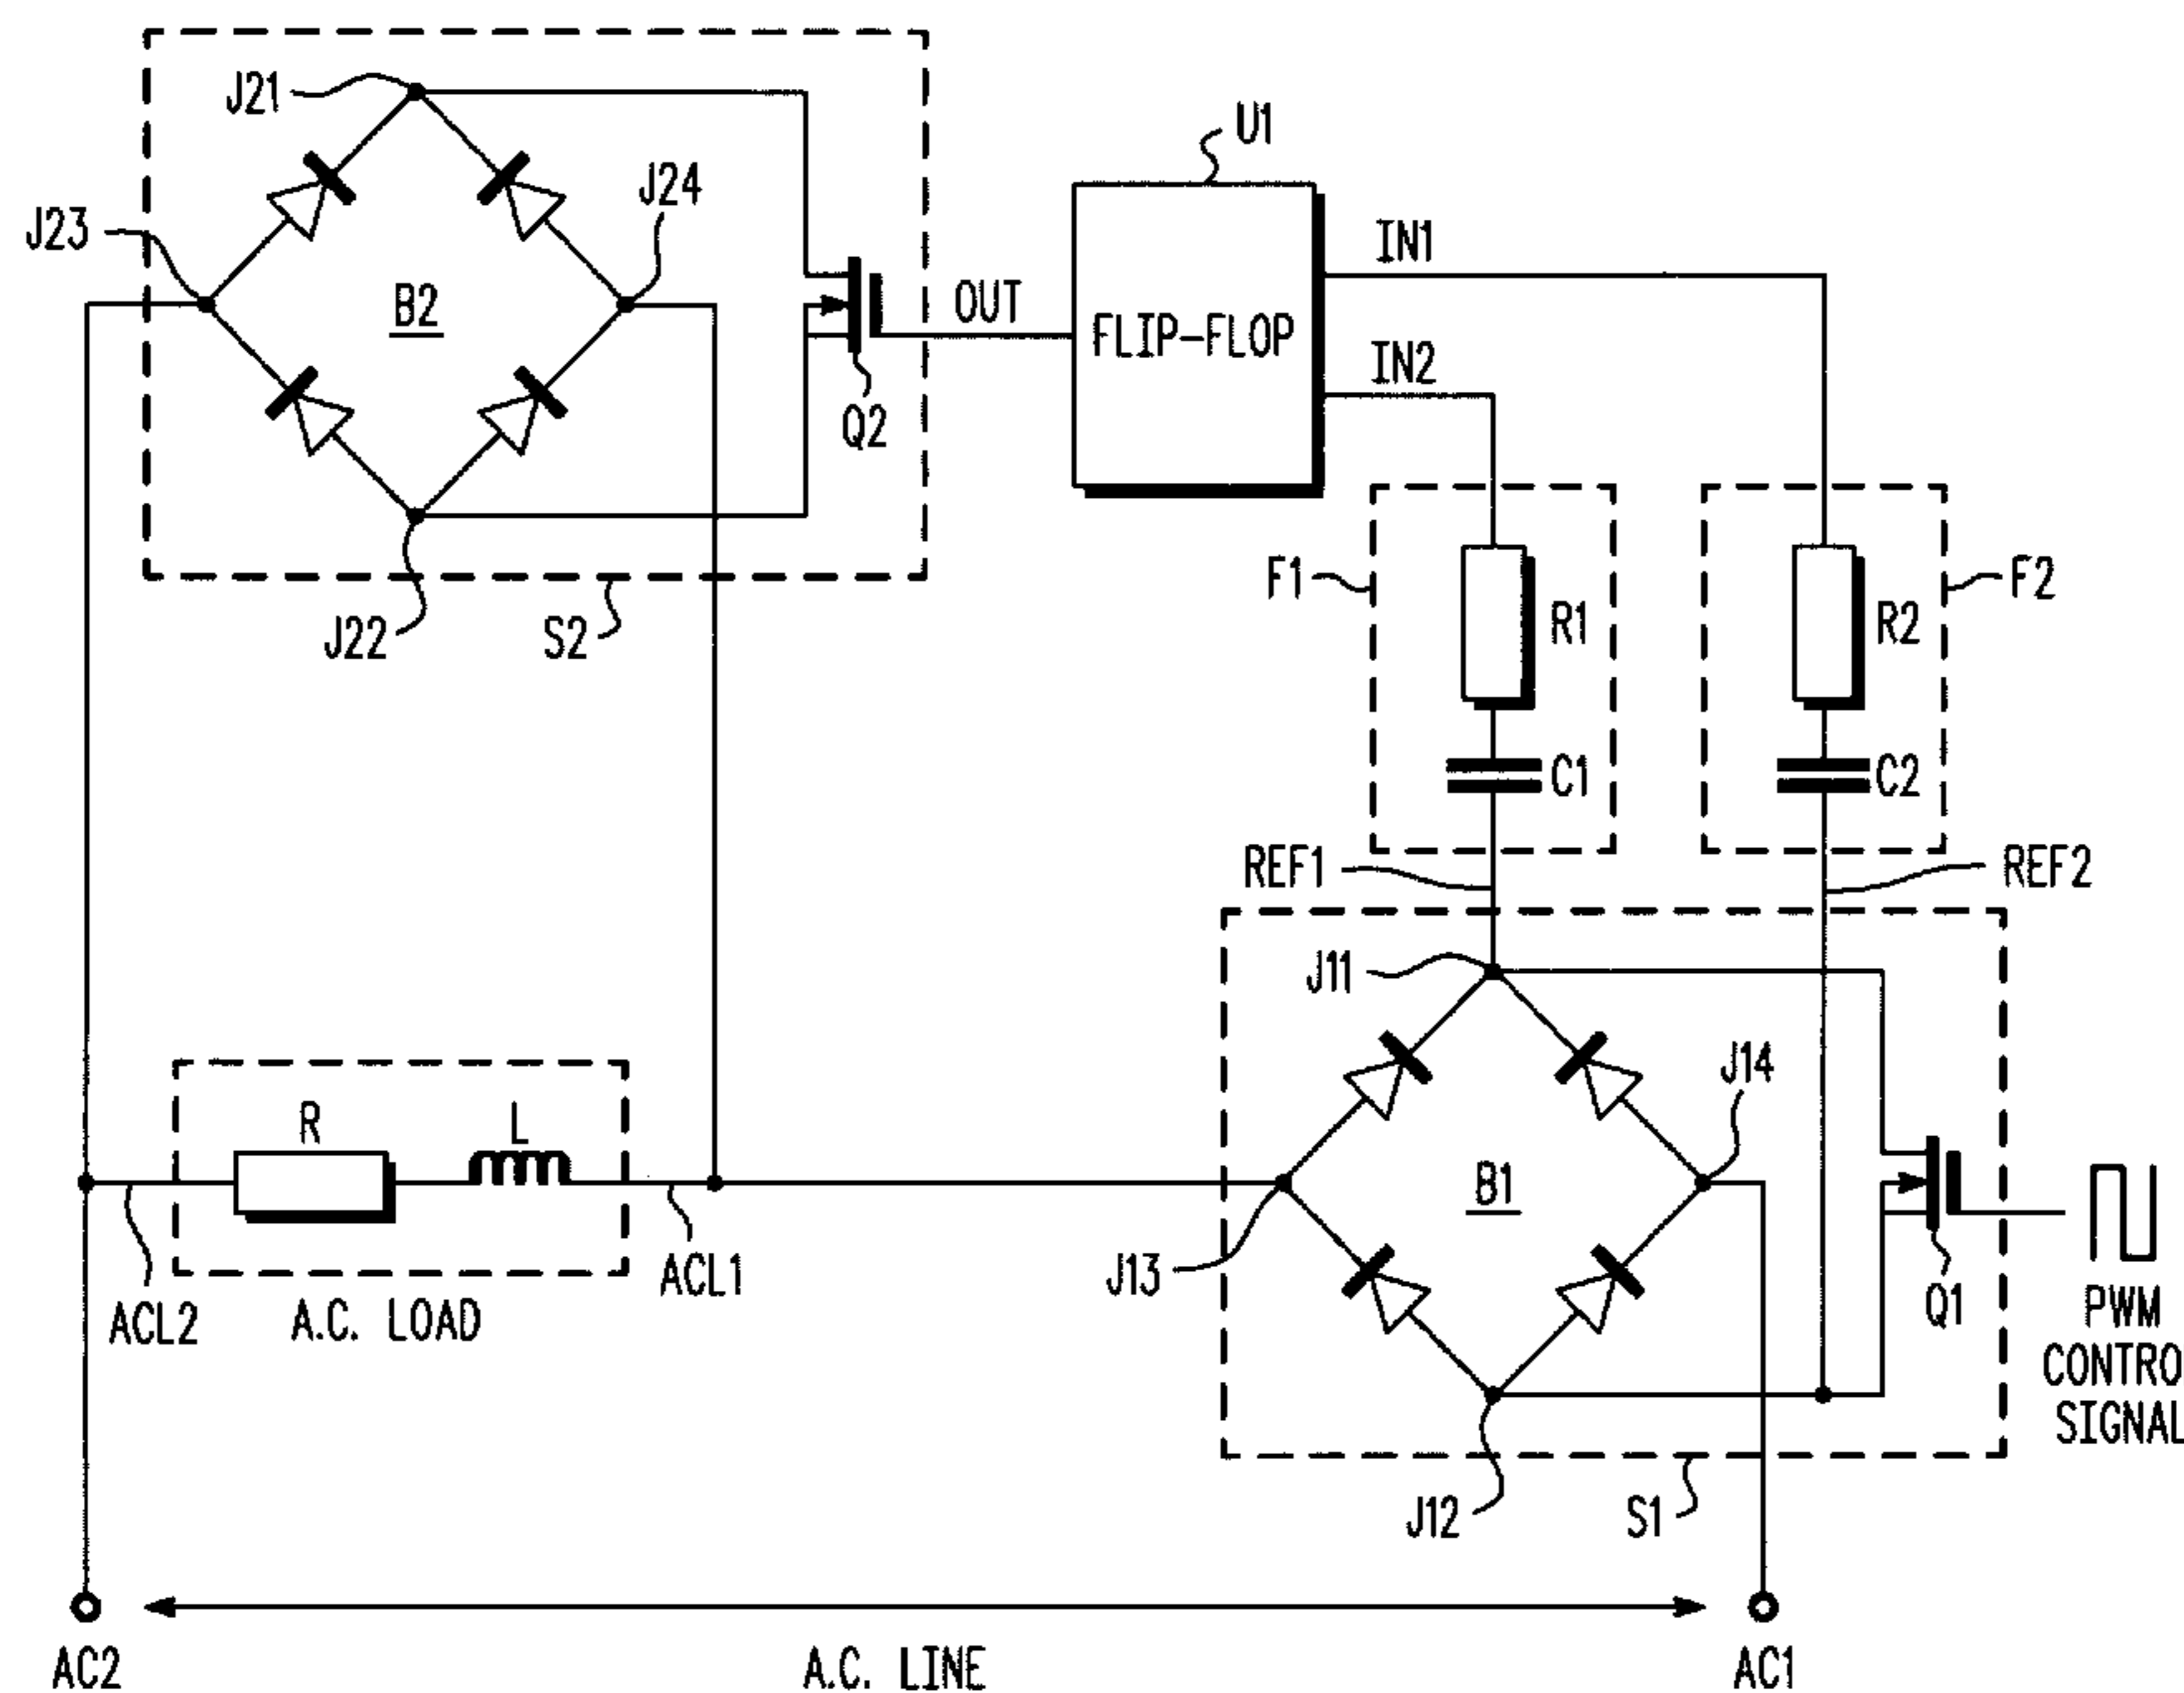 J21
U1
J24
J23
IN1
B2
OUT
FLIP-FLOP
IN2
Q2
F1
R1
R2
F2
J22
S2
C1
C2
REF1
REF2
J11
J14
R
L
B1
J13
ACL1
ACL2
A.C. LOAD
Q1
PWM
CONTRO
SIGNAL
J12
S1
AC2
A.C. LINE
AC1